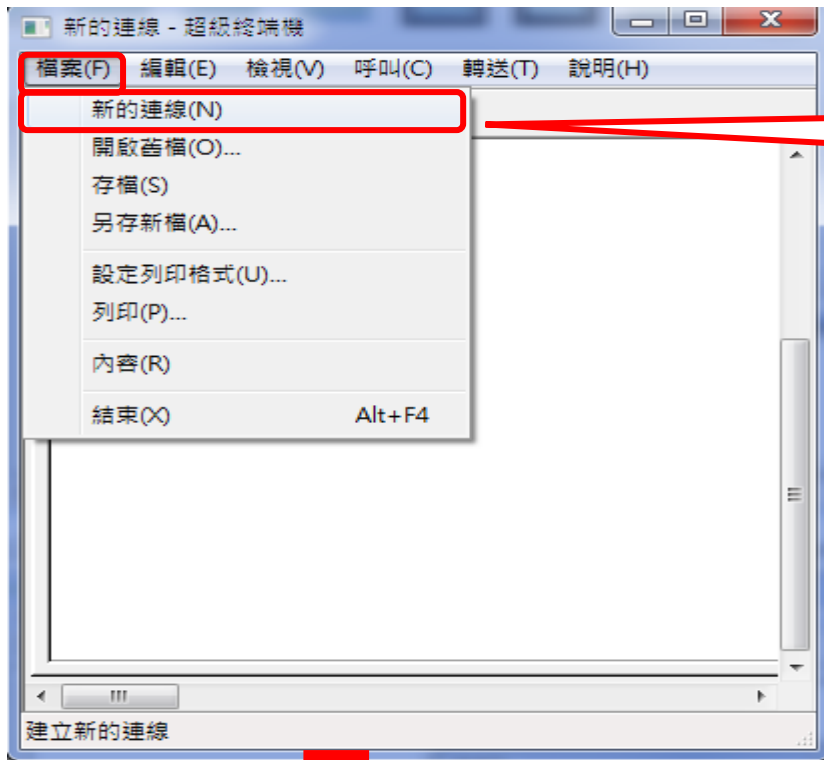 新的連線 - 超級終端機
檔案(F) 編輯(E) 檢視(V) 呼叫(C) 轉送(T) 說明(H)
新的連線(N)
開啟舊檔(O)...
存檔(S)
另存新檔(A)...
設定列印格式(U)...
列印(P)...
內容(R)
結束(X) Alt+F4
建立新的連線